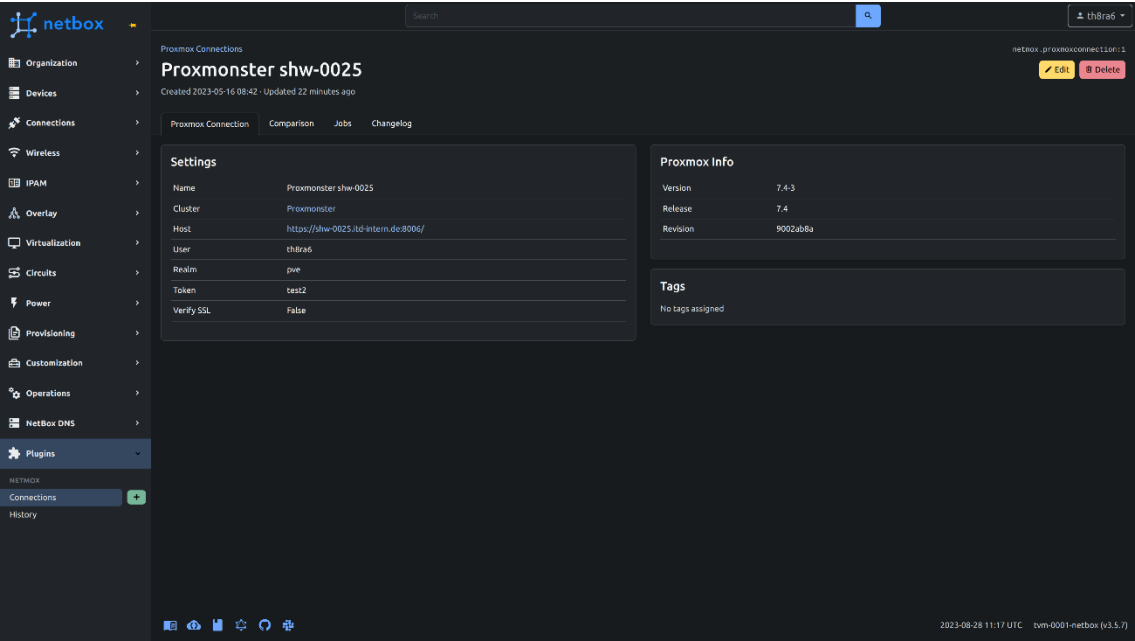 netbox
Search
th8ra6
Organization
Devices
Connections
Wireless
IPAM
Overlay
Virtualization
Circuits
Power
Provisioning
Customization
Operations
NetBox DNS
Plugins
NETMOX
Connections
+
History
Proxmox Connections
netmox.proxmoxconnection:1
Proxmonster shw-0025
Edit
Delete
Created 2023-05-16 08:42 · Updated 22 minutes ago
Proxmox Connection Comparison Jobs Changelog
Settings
Name Proxmonster shw-0025
Cluster Proxmonster
Host https://shw-0025.itd-intern.de:8006/
User th8ra6
Realm pve
Token test2
Verify SSL False
Proxmox Info
Version 7.4-3
Release 7.4
Revision 9002ab8a
Tags
No tags assigned
2023-08-28 11:17 UTC tvm-0001-netbox (v3.5.7)